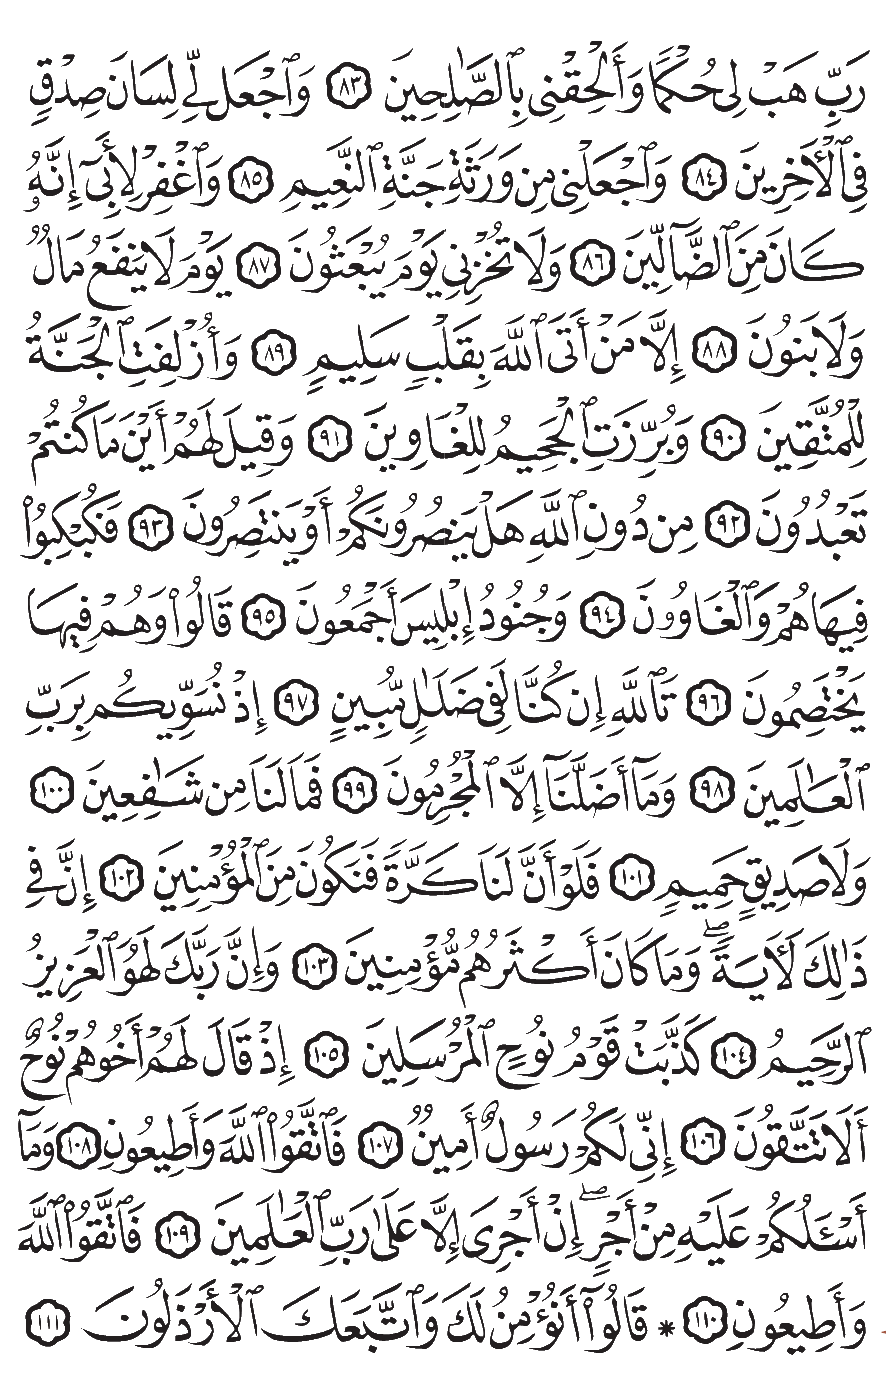 رَبِّ هَبْ لِي حُكْمًا وَأَلْحِقْنِي بِٱلصَّٰلِحِينَ ٨٣ وَٱجْعَل لِّي لِسَانَ صِدْقٍ
فِي ٱلْأٓخِرِينَ ٨٤ وَٱجْعَلْنِي مِن وَرَثَةِ جَنَّةِ ٱلنَّعِيمِ ٨٥ وَٱغْفِرْ لِأَبِيٓ إِنَّهُۥ
كَانَ مِنَ ٱلضَّآلِّينَ ٨٦ وَلَا تُخْزِنِي يَوْمَ يُبْعَثُونَ ٨٧ يَوْمَ لَا يَنفَعُ مَالٌ
وَلَا بَنُونَ ٨٨ إِلَّا مَنْ أَتَى ٱللَّهَ بِقَلْبٍ سَلِيمٍ ٨٩ وَأُزْلِفَتِ ٱلْجَنَّةُ
لِلْمُتَّقِينَ ٩٠ وَبُرِّزَتِ ٱلْجَحِيمُ لِلْغَاوِينَ ٩١ وَقِيلَ لَهُمْ أَيْنَ مَا كُنتُمْ
تَعْبُدُونَ ٩٢ مِن دُونِ ٱللَّهِ هَلْ يَنصُرُونَكُمْ أَوْ يَنتَصِرُونَ ٩٣ فَكُبْكِبُوا۟
فِيهَا هُمْ وَٱلْغَاوُۥنَ ٩٤ وَجُنُودُ إِبْلِيسَ أَجْمَعُونَ ٩٥ قَالُوا۟ وَهُمْ فِيهَا
يَخْتَصِمُونَ ٩٦ تَٱللَّهِ إِن كُنَّا لَفِي ضَلَٰلٍ مُّبِينٍ ٩٧ إِذْ نُسَوِّيكُم بِرَبِّ
ٱلْعَٰلَمِينَ ٩٨ وَمَآ أَضَلَّنَآ إِلَّا ٱلْمُجْرِمُونَ ٩٩ فَمَا لَنَا مِن شَٰفِعِينَ ١٠٠
وَلَا صَدِيقٍ حَمِيمٍ ١٠١ فَلَوْ أَنَّ لَنَا كَرَّةً فَنَكُونَ مِنَ ٱلْمُؤْمِنِينَ ١٠٢ إِنَّ فِي
ذَٰلِكَ لَأٓيَةً ۖ وَمَا كَانَ أَكْثَرُهُم مُّؤْمِنِينَ ١٠٣ وَإِنَّ رَبَّكَ لَهُوَ ٱلْعَزِيزُ
ٱلرَّحِيمُ ١٠٤ كَذَّبَتْ قَوْمُ نُوحٍ ٱلْمُرْسَلِينَ ١٠٥ إِذْ قَالَ لَهُمْ أَخُوهُمْ نُوحٌ
أَلَا تَتَّقُونَ ١٠٦ إِنِّي لَكُمْ رَسُولٌ أَمِينٌ ١٠٧ فَٱتَّقُوا۟ ٱللَّهَ وَأَطِيعُونِ ١٠٨ وَمَآ
أَسْـَٔلُكُمْ عَلَيْهِ مِنْ أَجْرٍ ۖ إِنْ أَجْرِيَ إِلَّا عَلَىٰ رَبِّ ٱلْعَٰلَمِينَ ١٠٩ فَٱتَّقُوا۟ ٱللَّهَ
وَأَطِيعُونِ ١١٠ * قَالُوٓا۟ أَنُؤْمِنُ لَكَ وَٱتَّبَعَكَ ٱلْأَرْذَلُونَ ١١١